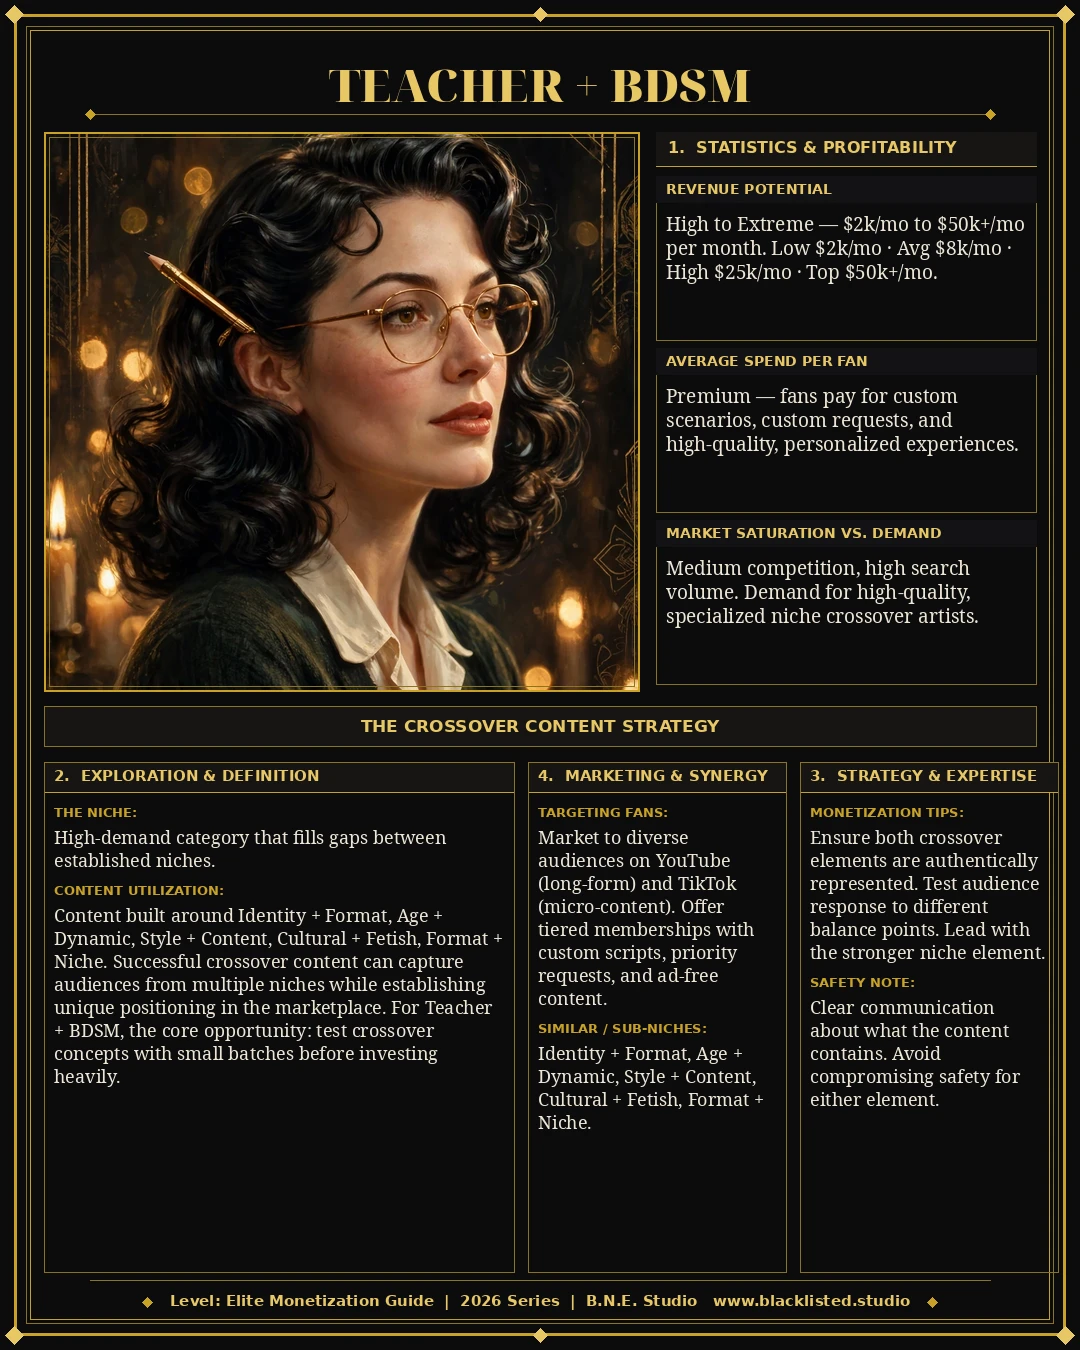 TEACHER + BDSM
1. STATISTICS & PROFITABILITY
REVENUE POTENTIAL
High to Extreme — $2k/mo to $50k+/mo
per month. Low $2k/mo · Avg $8k/mo ·
High $25k/mo · Top $50k+/mo.
AVERAGE SPEND PER FAN
Premium — fans pay for custom
scenarios, custom requests, and
high-quality, personalized experiences.
MARKET SATURATION VS. DEMAND
Medium competition, high search
volume. Demand for high-quality,
specialized niche crossover artists.
THE CROSSOVER CONTENT STRATEGY
2. EXPLORATION & DEFINITION
THE NICHE:
High-demand category that fills gaps between
established niches.
CONTENT UTILIZATION:
Content built around Identity + Format, Age +
Dynamic, Style + Content, Cultural + Fetish, Format +
Niche. Successful crossover content can capture
audiences from multiple niches while establishing
unique positioning in the marketplace. For Teacher
+ BDSM, the core opportunity: test crossover
concepts with small batches before investing
heavily.
4. MARKETING & SYNERGY
TARGETING FANS:
Market to diverse
audiences on YouTube
(long-form) and TikTok
(micro-content). Offer
tiered memberships with
custom scripts, priority
requests, and ad-free
content.
SIMILAR / SUB-NICHES:
Identity + Format, Age +
Dynamic, Style + Content,
Cultural + Fetish, Format +
Niche.
3. STRATEGY & EXPERTISE
MONETIZATION TIPS:
Ensure both crossover
elements are authentically
represented. Test audience
response to different
balance points. Lead with
the stronger niche element.
SAFETY NOTE:
Clear communication
about what the content
contains. Avoid
compromising safety for
either element.
Level: Elite Monetization Guide | 2026 Series | B.N.E. Studio www.blacklisted.studio